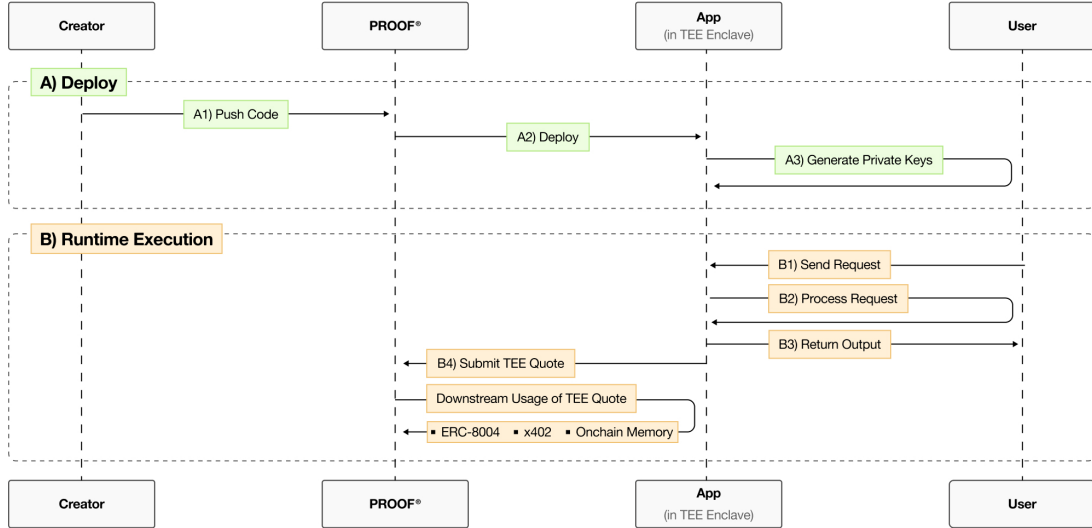 Creator
PROOF®
App
(in TEE Enclave)
User
A) Deploy
A1) Push Code
A2) Deploy
A3) Generate Private Keys
B) Runtime Execution
B1) Send Request
B2) Process Request
B3) Return Output
B4) Submit TEE Quote
Downstream Usage of TEE Quote
▪ ERC-8004 ▪ x402 ▪ Onchain Memory
Creator
PROOF®
App
(in TEE Enclave)
User